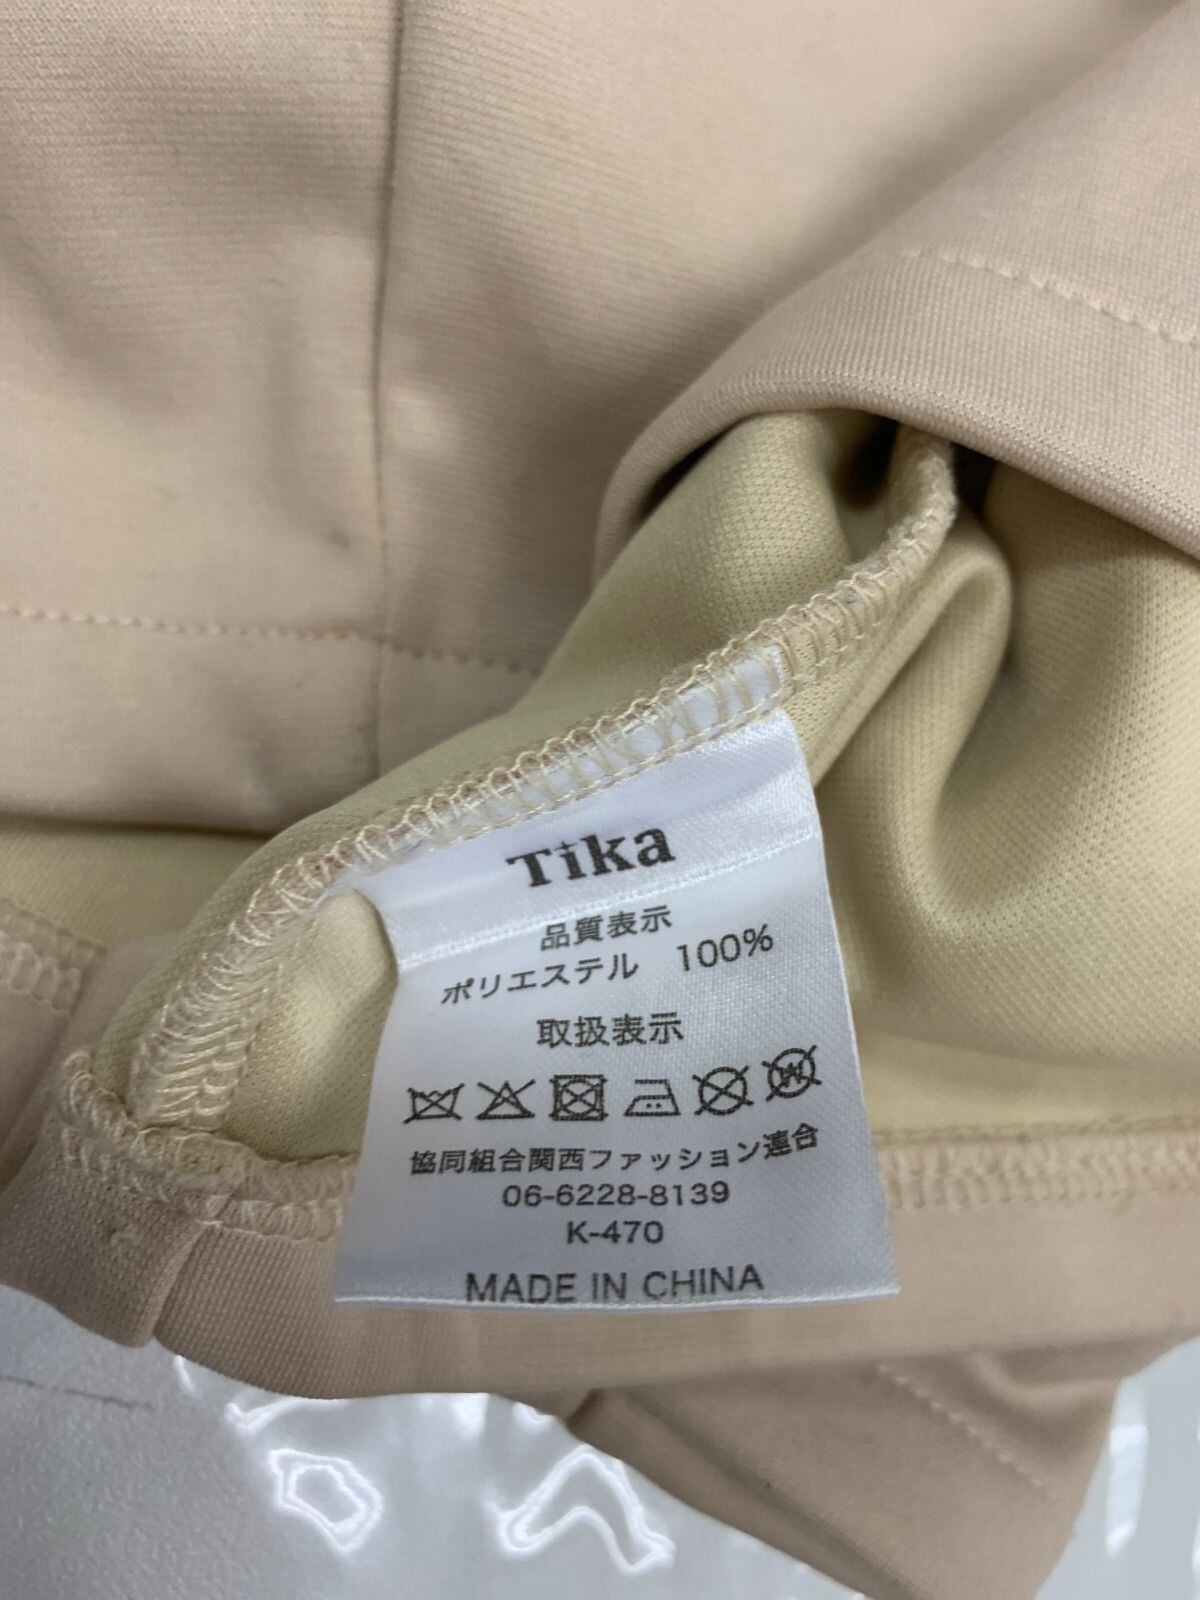 Tika
品質表示
ポリエステル 100%
取扱表示
W
協同組合関西ファッション連合
06-6228-8139
K-470
MADE IN CHINA